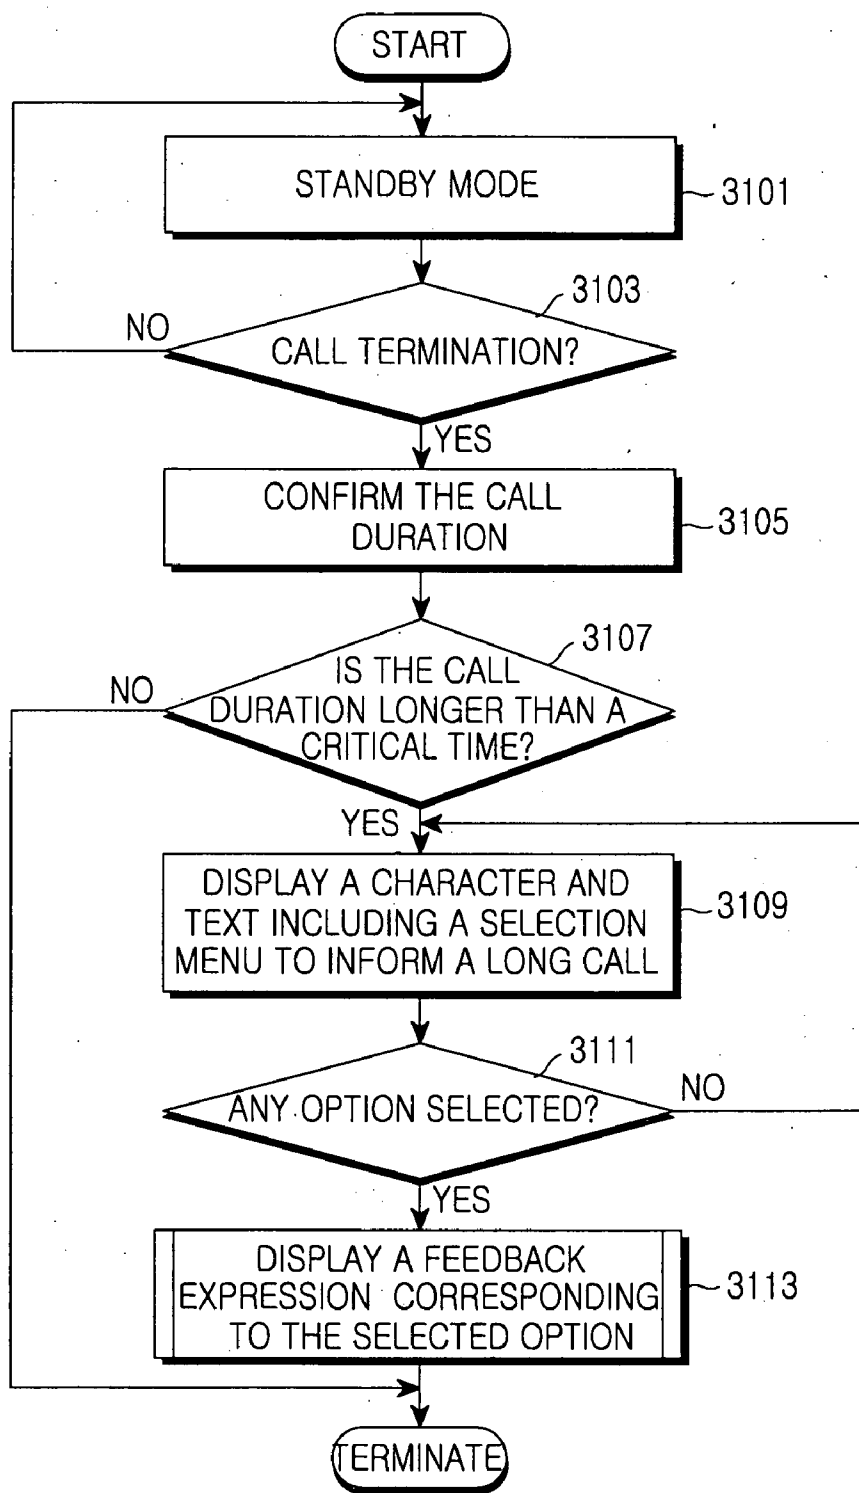 START
STANDBY MODE
3101
3103
NO
CALL TERMINATION?
YES
CONFIRM THE CALL
DURATION
3105
3107
NO
IS THE CALL
DURATION LONGER THAN A
CRITICAL TIME?
YES
DISPLAY A CHARACTER AND
TEXT INCLUDING A SELECTION
MENU TO INFORM A LONG CALL
3109
3111
NO
ANY OPTION SELECTED?
YES
DISPLAY A FEEDBACK
EXPRESSION CORRESPONDING
TO THE SELECTED OPTION
3113
TERMINATE